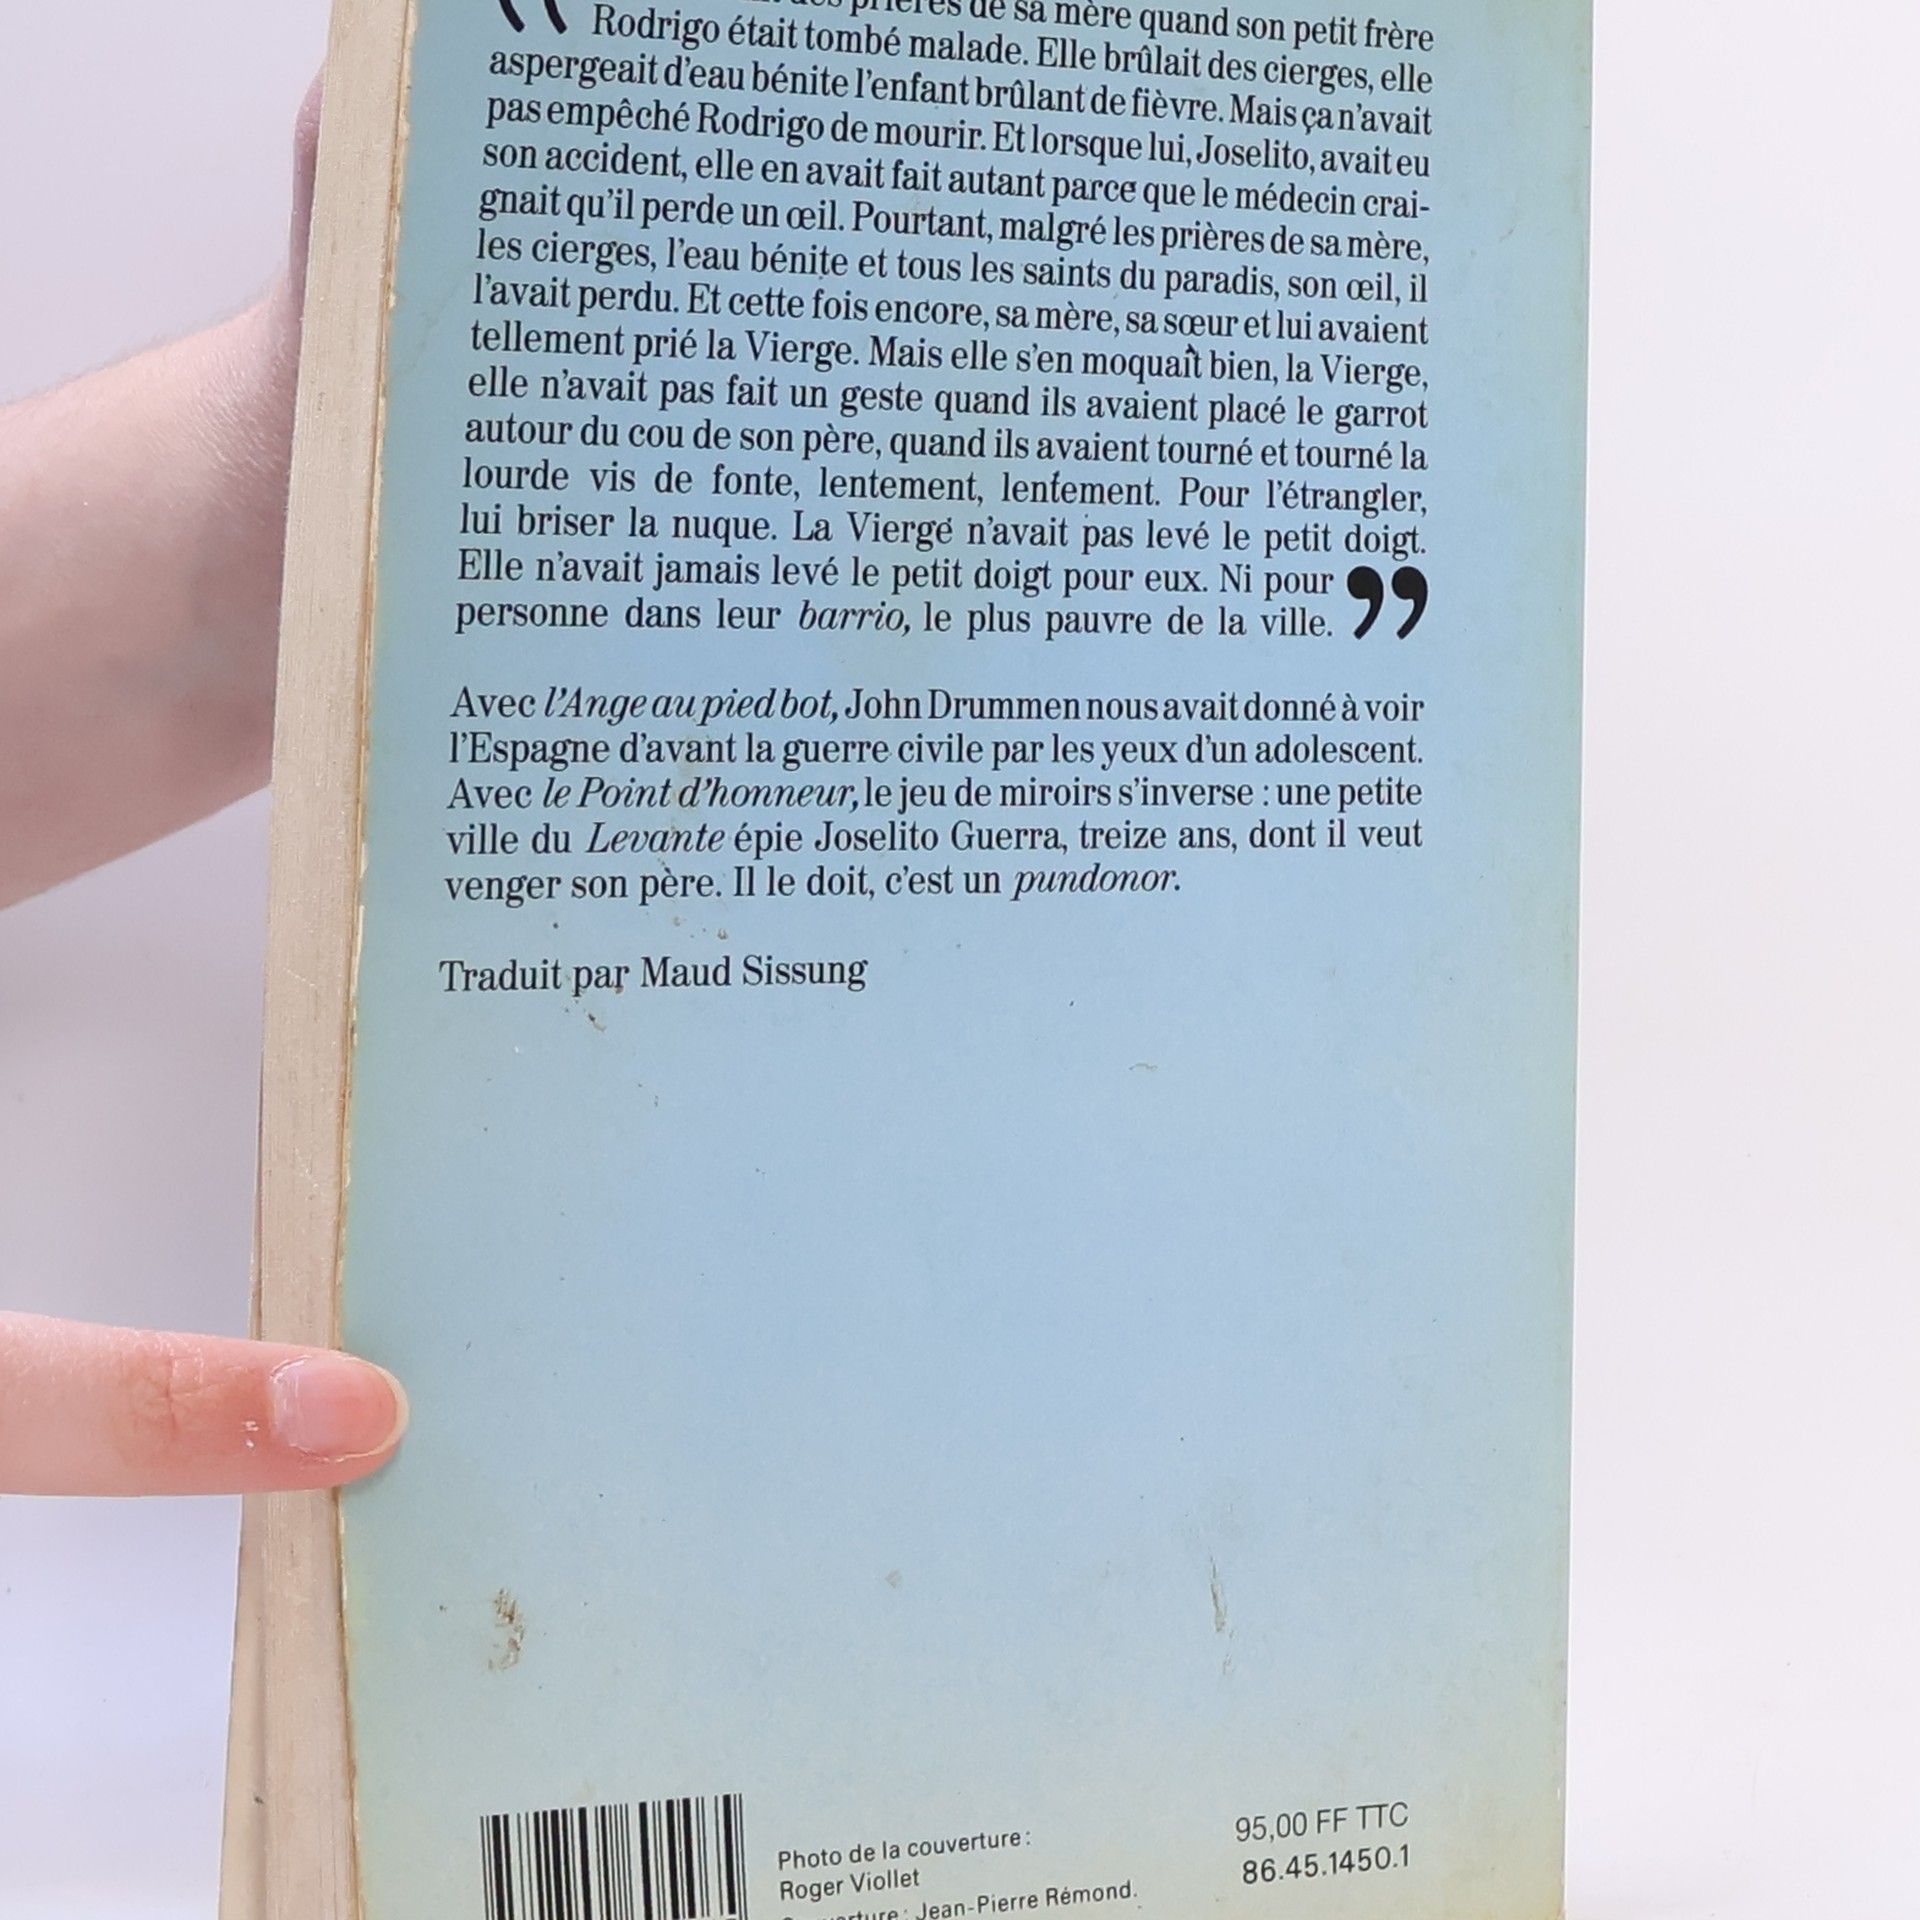 prières de sa mère quand son petit frère
Rodrigo était tombé malade. Elle brûlait des cierges, elle
aspergeait d'eau bénite l'enfant brûlant de fièvre. Mais ça n'avait
pas empêché Rodrigo de mourir. Et lorsque lui, Joselito, avait eu
son accident, elle en avait fait autant parce que le médecin crai-
gnait qu'il perde un œil. Pourtant, malgré les prières de sa mère,
les cierges, l'eau bénite et tous les saints du paradis, son œil, il
l'avait perdu. Et cette fois encore, sa mère, sa sœur et lui avaient
tellement prié la Vierge. Mais elle s'en moquait bien, la Vierge,
elle n'avait pas fait un geste quand ils avaient placé le garrot
autour du cou de son père, quand ils avaient tourné et tourné la
lourde vis de fonte, lentement, lentement. Pour l'étrangler,
lui briser la nuque. La Vierge n'avait pas levé le petit doigt.
Elle n'avait jamais levé le petit doigt pour eux. Ni pour
personne dans leur barrio, le plus pauvre de la ville. ”
Avec l'Ange au pied bot, John Drummen nous avait donné à voir
l'Espagne d'avant la guerre civile par les yeux d'un adolescent.
Avec le Point d'honneur, le jeu de miroirs s'inverse : une petite
ville du Levante épie Joselito Guerra, treize ans, dont il veut
venger son père. Il le doit, c'est un pundonor.
Traduit par Maud Sissung
Photo de la couverture :
Roger Viollet
Jean-Pierre Rémond.
95,00 FF TTC
86.45.1450.1